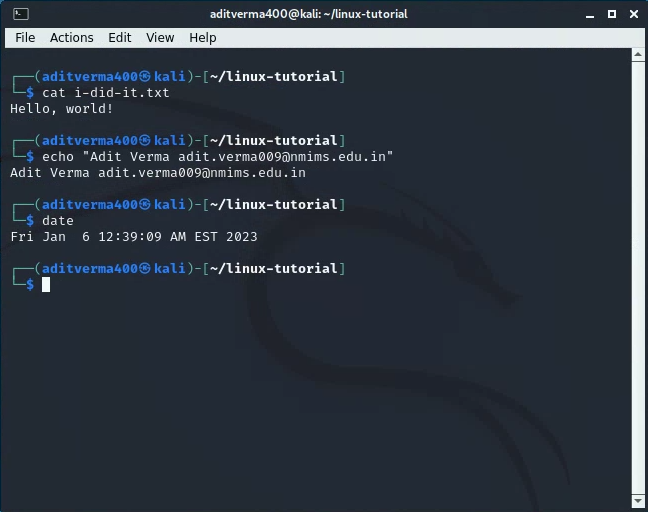 aditverma400@kali: ~/linux-tutorial
File Actions Edit View Help
┌──(aditverma400㉿kali)-[~/linux-tutorial]
└─$ cat i-did-it.txt
Hello, world!
┌──(aditverma400㉿kali)-[~/linux-tutorial]
└─$ echo "Adit Verma adit.verma009@nmims.edu.in"
Adit Verma adit.verma009@nmims.edu.in
┌──(aditverma400㉿kali)-[~/linux-tutorial]
└─$ date
Fri Jan  6 12:39:09 AM EST 2023
┌──(aditverma400㉿kali)-[~/linux-tutorial]
└─$